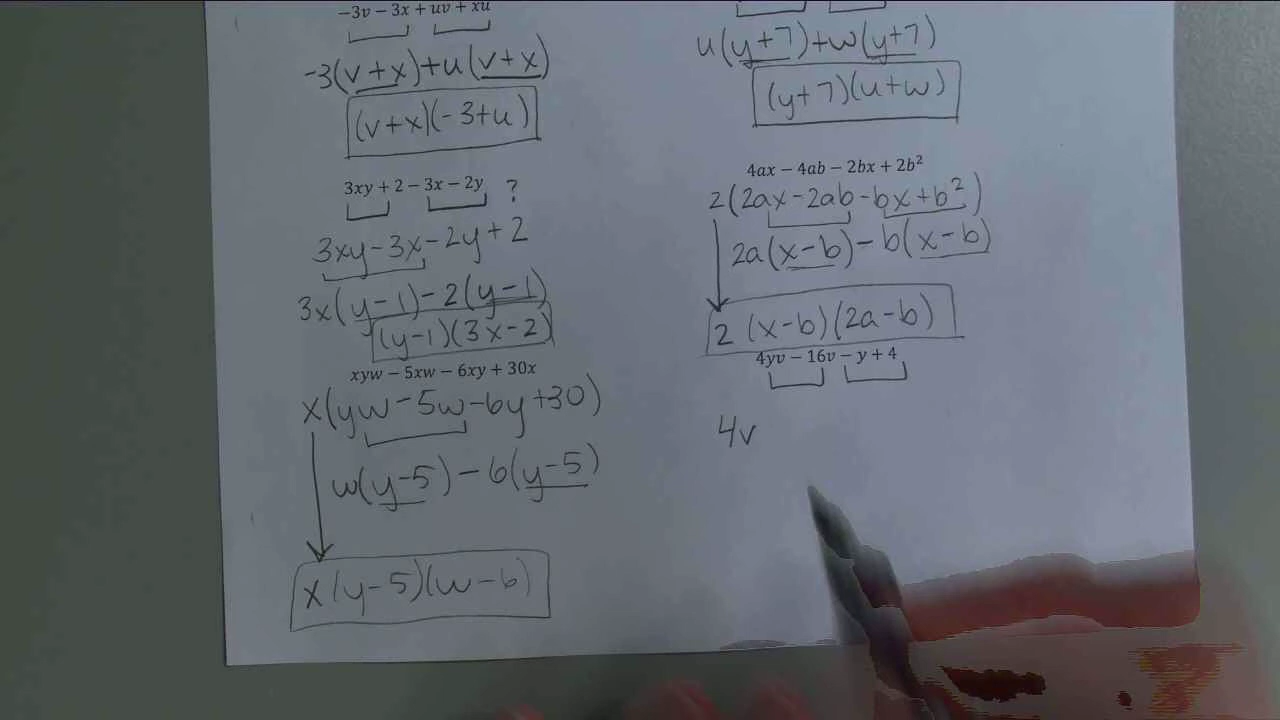 -3v - 3x + uv + xu
-3(v+x)+u(v+x)
(v+x)(-3+u)
3xy + 2 - 3x - 2y ?
3xy-3x-2y+2
3x(y-1)-2(y-1)
(y-1)(3x-2)
xyw - 5xw - 6xy + 30x
x(yw-5w-6y+30)
w(y-5)-6(y-5)
x(y-5)(w-6)
u(y+7)+w(y+7)
(y+7)(u+w)
4ax - 4ab - 2bx + 2b²
2(2ax-2ab-bx+b²)
2a(x-b)-b(x-b)
2(x-b)(2a-b)
4yv - 16v - y + 4
4v